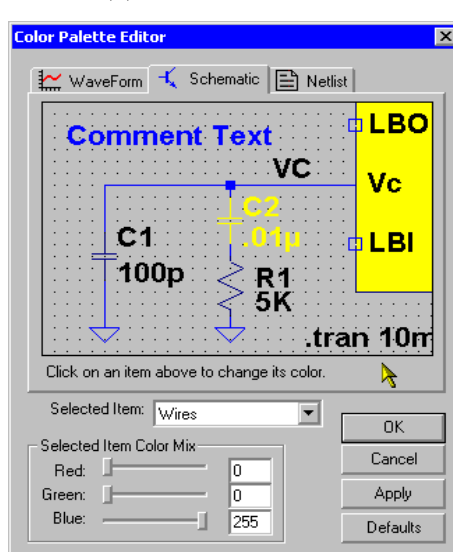 Color Palette Editor
WaveForm Schematic Netlist
Comment Text
LBO
VC
Vc
C2
.01µ
C1
100p
LBI
R1
5K
.tran 10m
Click on an item above to change its color.
Selected Item: Wires
OK
Selected Item Color Mix
Cancel
Red: 0
Green: 0
Apply
Blue: 255
Defaults